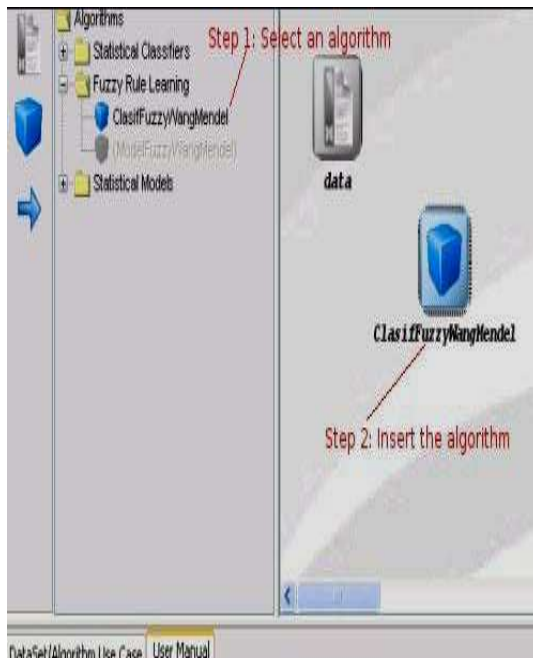 Algorithms
Statistical Classifiers
Step 1: Select an algorithm
Fuzzy Rule Learning
ClasifFuzzyWangMendel
(ModelFuzzyWangMendel)
Statistical Models
data
ClasifFuzzyWangMendel
Step 2: Insert the algorithm
DataSet/Algorithm Use Case
User Manual